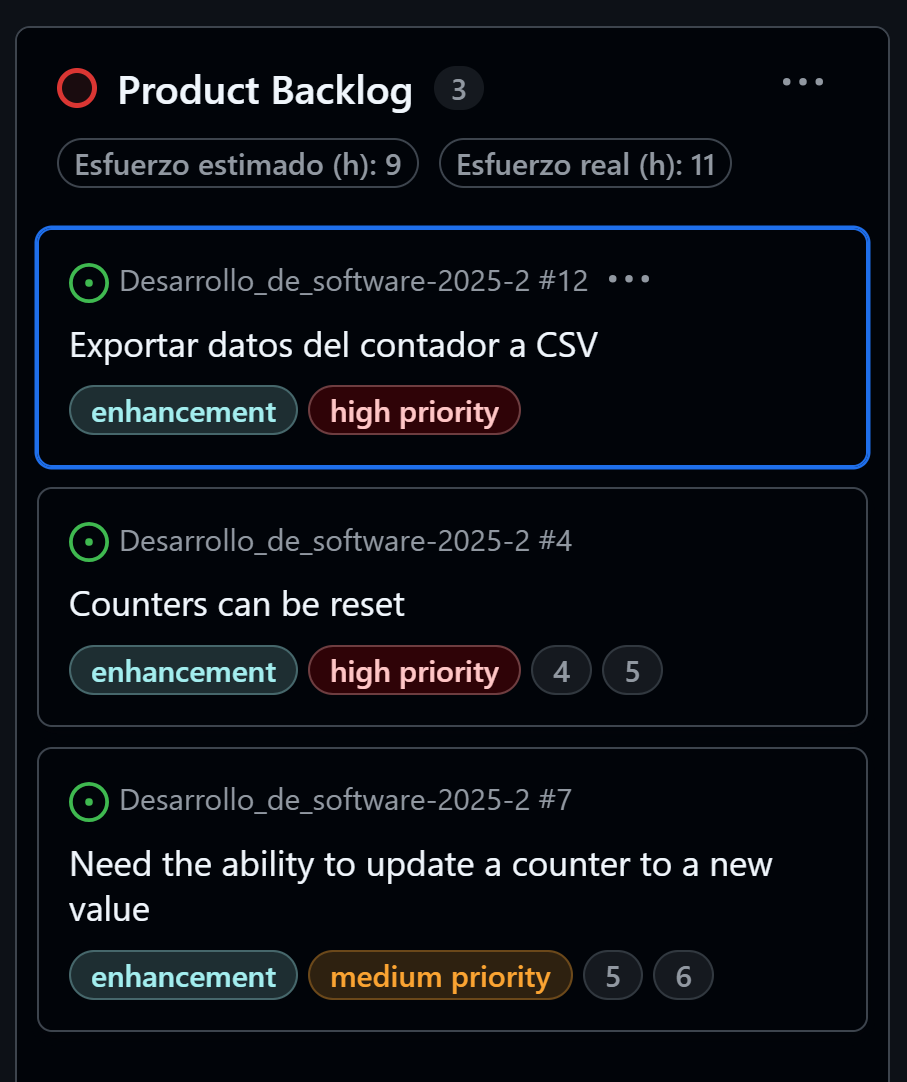 Product Backlog 3
Esfuerzo estimado (h): 9 Esfuerzo real (h): 11
Desarrollo_de_software-2025-2 #12
Exportar datos del contador a CSV
enhancement high priority
Desarrollo_de_software-2025-2 #4
Counters can be reset
enhancement high priority 4 5
Desarrollo_de_software-2025-2 #7
Need the ability to update a counter to a new
value
enhancement medium priority 5 6